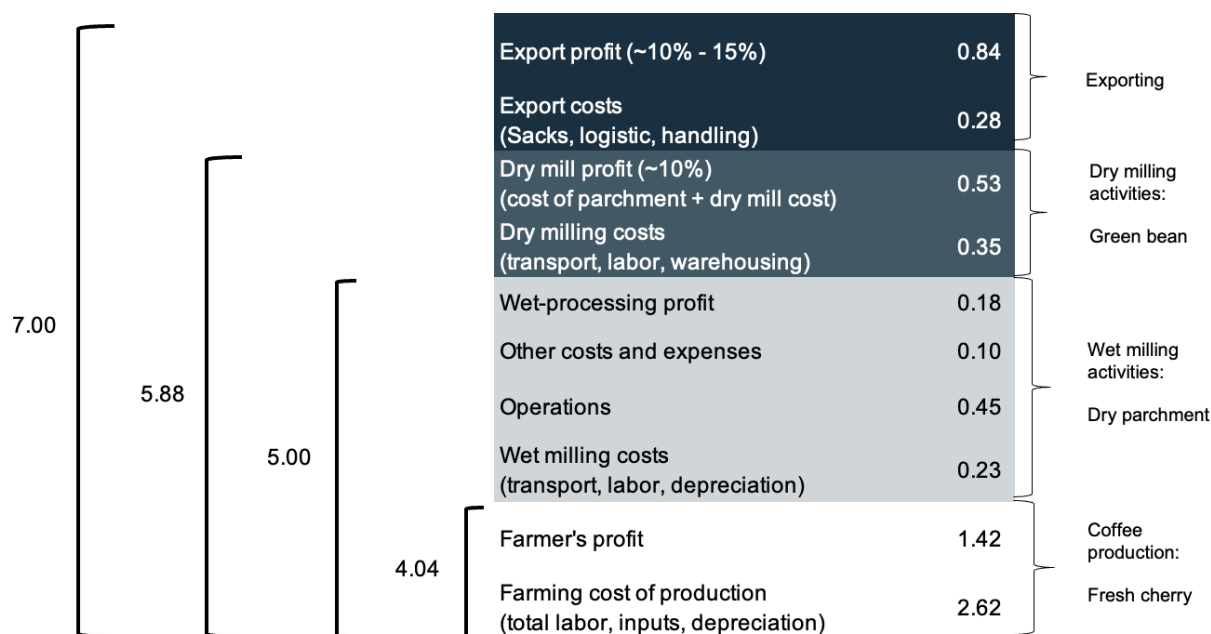 Export profit (~10% - 15%) 0.84
Export costs
(Sacks, logistic, handling) 0.28
Exporting
Dry mill profit (~10%)
(cost of parchment + dry mill cost) 0.53
Dry milling costs
(transport, labor, warehousing) 0.35
Dry milling
activities:
Green bean
Wet-processing profit 0.18
Other costs and expenses 0.10
Operations 0.45
Wet milling costs
(transport, labor, depreciation) 0.23
Wet milling
activities:
Dry parchment
Farmer's profit 1.42
Farming cost of production
(total labor, inputs, depreciation) 2.62
Coffee
production:
Fresh cherry
7.00
5.88
5.00
4.04